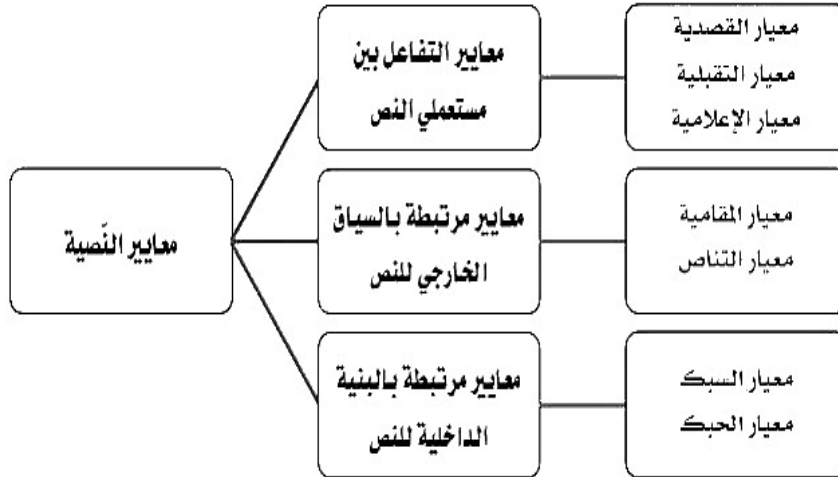 معايير النّصية
معايير التفاعل بين
مستعملي النص
معيار القصدية
معيار التقبلية
معيار الإعلامية
معايير مرتبطة بالسياق
الخارجي للنص
معيار المقامية
معيار التناص
معايير مرتبطة بالبنية
الداخلية للنص
معيار السبك
معيار الحبك